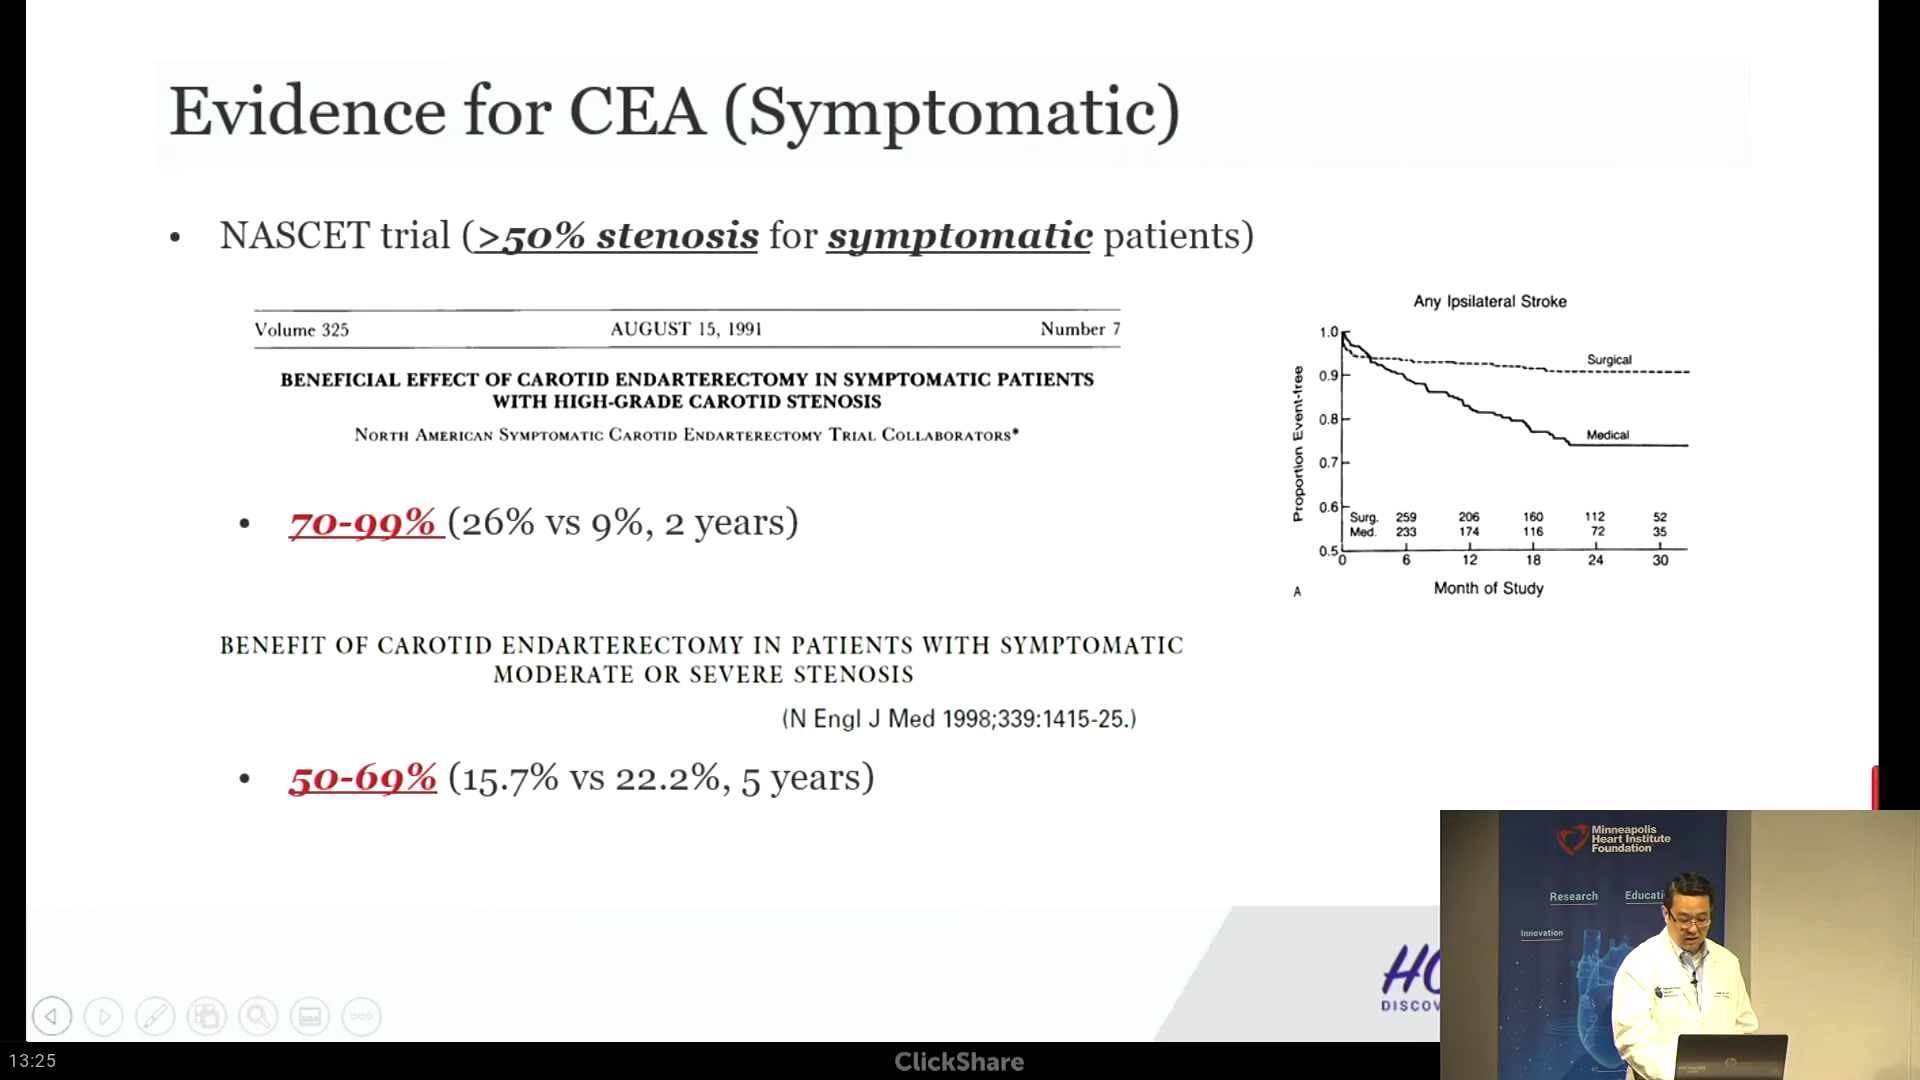 Evidence for CEA (Symptomatic)
• NASCET trial (>50% stenosis for symptomatic patients)
Volume 325 AUGUST 15, 1991 Number 7
BENEFICIAL EFFECT OF CAROTID ENDARTERECTOMY IN SYMPTOMATIC PATIENTS
WITH HIGH-GRADE CAROTID STENOSIS
NORTH AMERICAN SYMPTOMATIC CAROTID ENDARTERECTOMY TRIAL COLLABORATORS*
• 70-99% (26% vs 9%, 2 years)
Any Ipsilateral Stroke
Proportion Event-free
1.0
0.9
0.8
0.7
0.6
0.5
Surgical
Medical
Surg. 259 206 160 112 52
Med. 233 174 116 72 35
0 6 12 18 24 30
A Month of Study
BENEFIT OF CAROTID ENDARTERECTOMY IN PATIENTS WITH SYMPTOMATIC
MODERATE OR SEVERE STENOSIS
(N Engl J Med 1998;339:1415-25.)
• 50-69% (15.7% vs 22.2%, 5 years)
Minneapolis
Heart Institute
Foundation
Research Educati
Innovation
HO
DISCOV
13:25
ClickShare